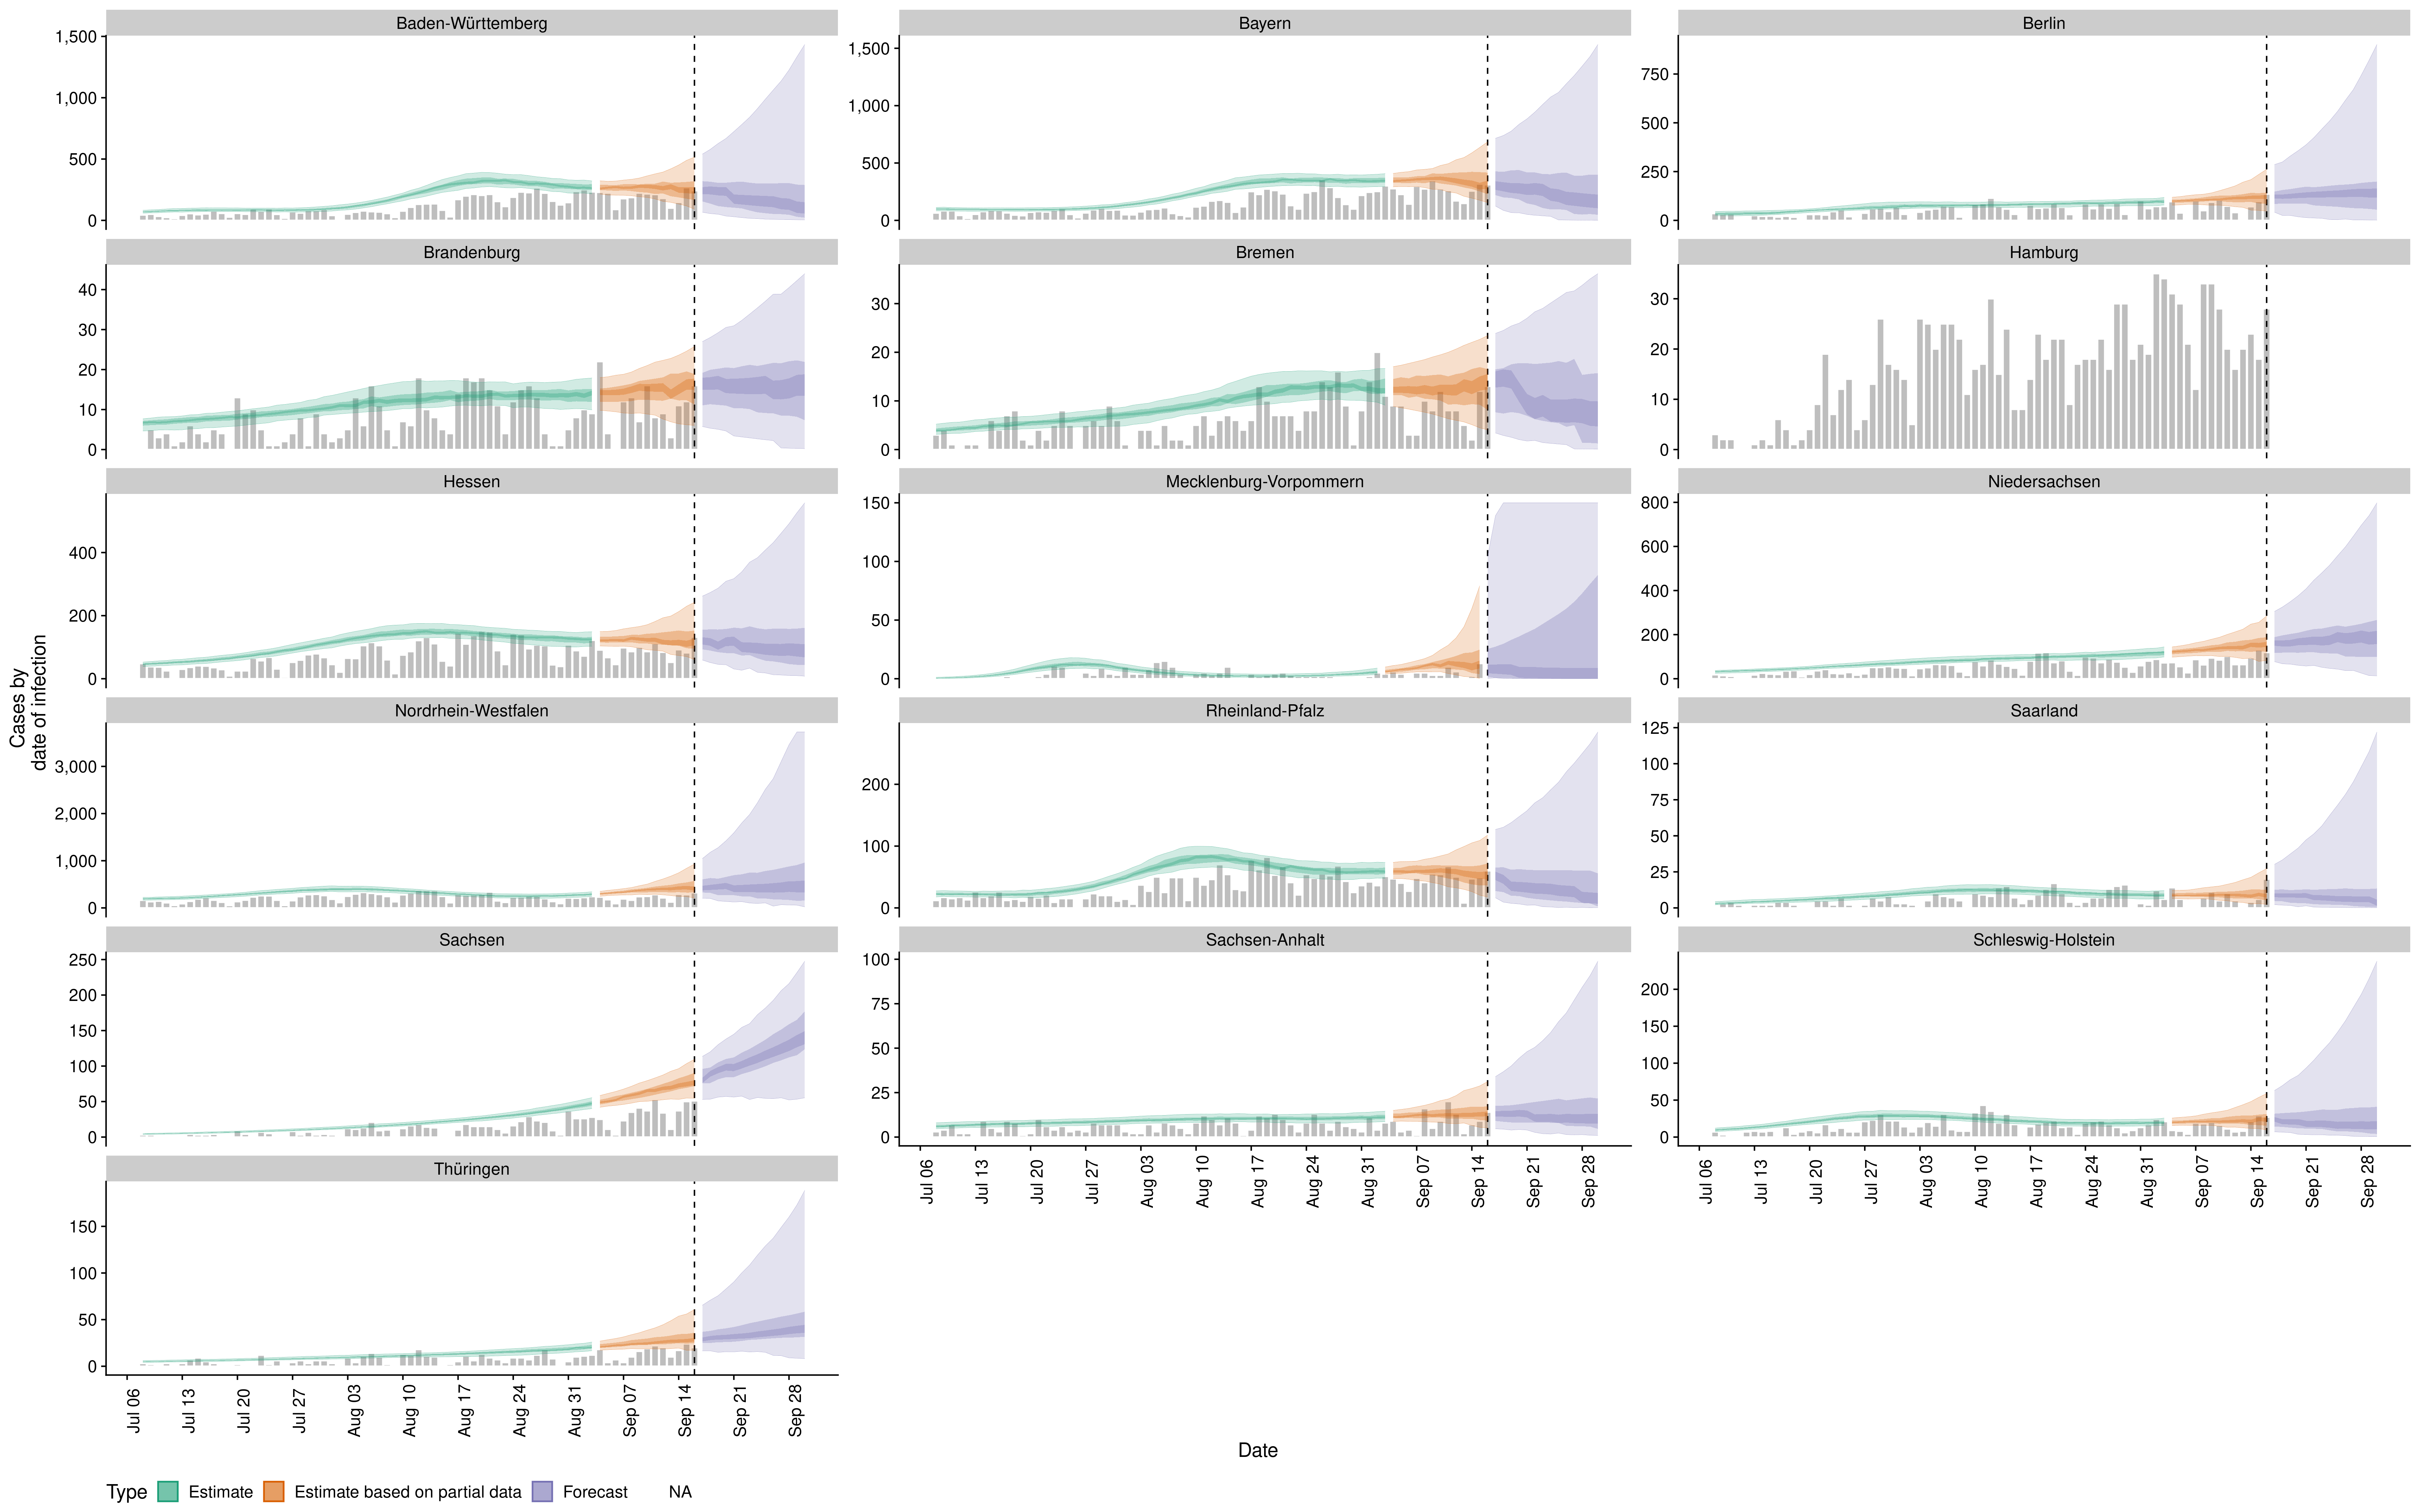 Baden-Württemberg
1,500
1,000
500
0
Bayern
1,500
1,000
500
0
Berlin
750
500
250
0
Brandenburg
40
30
20
10
0
Bremen
30
20
10
0
Hamburg
30
20
10
0
Hessen
400
200
0
Mecklenburg-Vorpommern
150
100
50
0
Niedersachsen
800
600
400
200
0
Cases by
date of infection
Nordrhein-Westfalen
3,000
2,000
1,000
0
Rheinland-Pfalz
200
100
0
Saarland
125
100
75
50
25
0
Sachsen
250
200
150
100
50
0
Sachsen-Anhalt
100
75
50
25
0
Jul 06
Jul 13
Jul 20
Jul 27
Aug 03
Aug 10
Aug 17
Aug 24
Aug 31
Sep 07
Sep 14
Sep 21
Sep 28
Schleswig-Holstein
200
150
100
50
0
Jul 06
Jul 13
Jul 20
Jul 27
Aug 03
Aug 10
Aug 17
Aug 24
Aug 31
Sep 07
Sep 14
Sep 21
Sep 28
Thüringen
150
100
50
0
Jul 06
Jul 13
Jul 20
Jul 27
Aug 03
Aug 10
Aug 17
Aug 24
Aug 31
Sep 07
Sep 14
Sep 21
Sep 28
Date
Type Estimate Estimate based on partial data Forecast NA